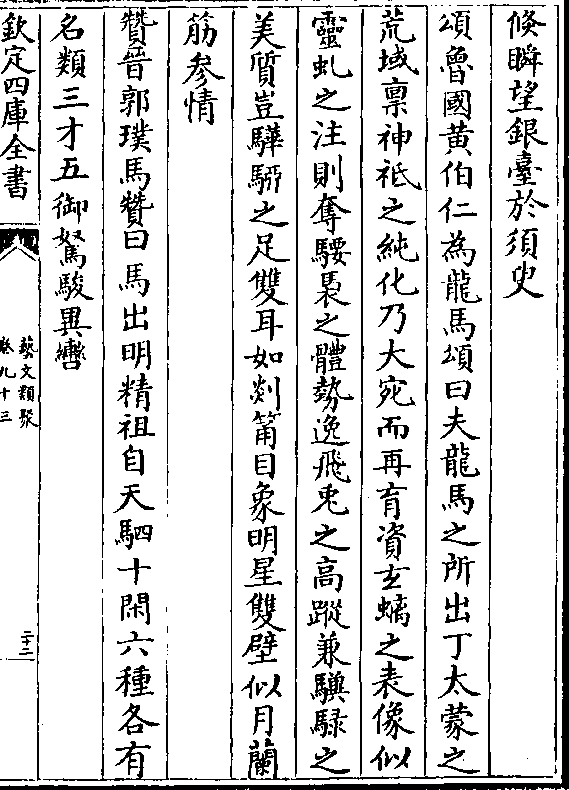 倐瞬望銀臺於須臾
頌魯國黄伯仁為龍馬頌曰夫龍馬之所出丁太蒙之
荒域禀神祗之純化乃大宛而再育資玄螭之表像似
靈虬之注則奪騕褭之體勢逸飛兎之高蹤兼驥騄之
美質豈驊騮之足雙耳如剡筩目象明星雙壁似月蘭
筋参情
贊晉郭璞馬贊曰馬出明精祖自天駟十閑六種各有
名類三才五御駑駿異轡
欽定四庫全書
藝文類聚
卷九十三
二十二